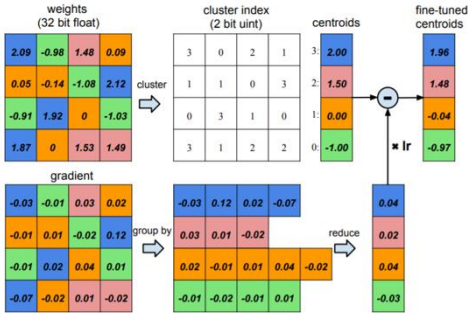 weights
(32 bit float)
cluster index
(2 bit uint)
centroids
fine-tuned
centroids
2.09 -0.98 1.48 0.09
0.05 -0.14 -1.08 2.12
-0.91 1.92 0 -1.03
1.87 0 1.53 1.49
cluster
3 0 2 1
1 1 0 3
0 3 1 0
3 1 2 2
3: 2.00
2: 1.50
1: 0.00
0: -1.00
-
× lr
1.96
1.48
-0.04
-0.97
gradient
-0.03 -0.01 0.03 0.02
-0.01 0.01 -0.02 0.12
-0.01 0.02 0.04 0.01
-0.07 -0.02 0.01 -0.02
group by
-0.03 0.12 0.02 -0.07
0.03 0.01 -0.02
0.02 -0.01 0.01 0.04 -0.02
-0.01 -0.02 -0.01 0.01
reduce
0.04
0.02
0.04
-0.03